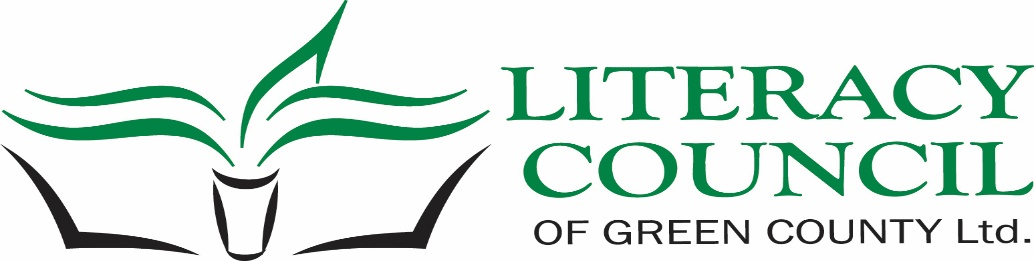 LITERACY
COUNCIL
OF GREEN COUNTY Ltd.